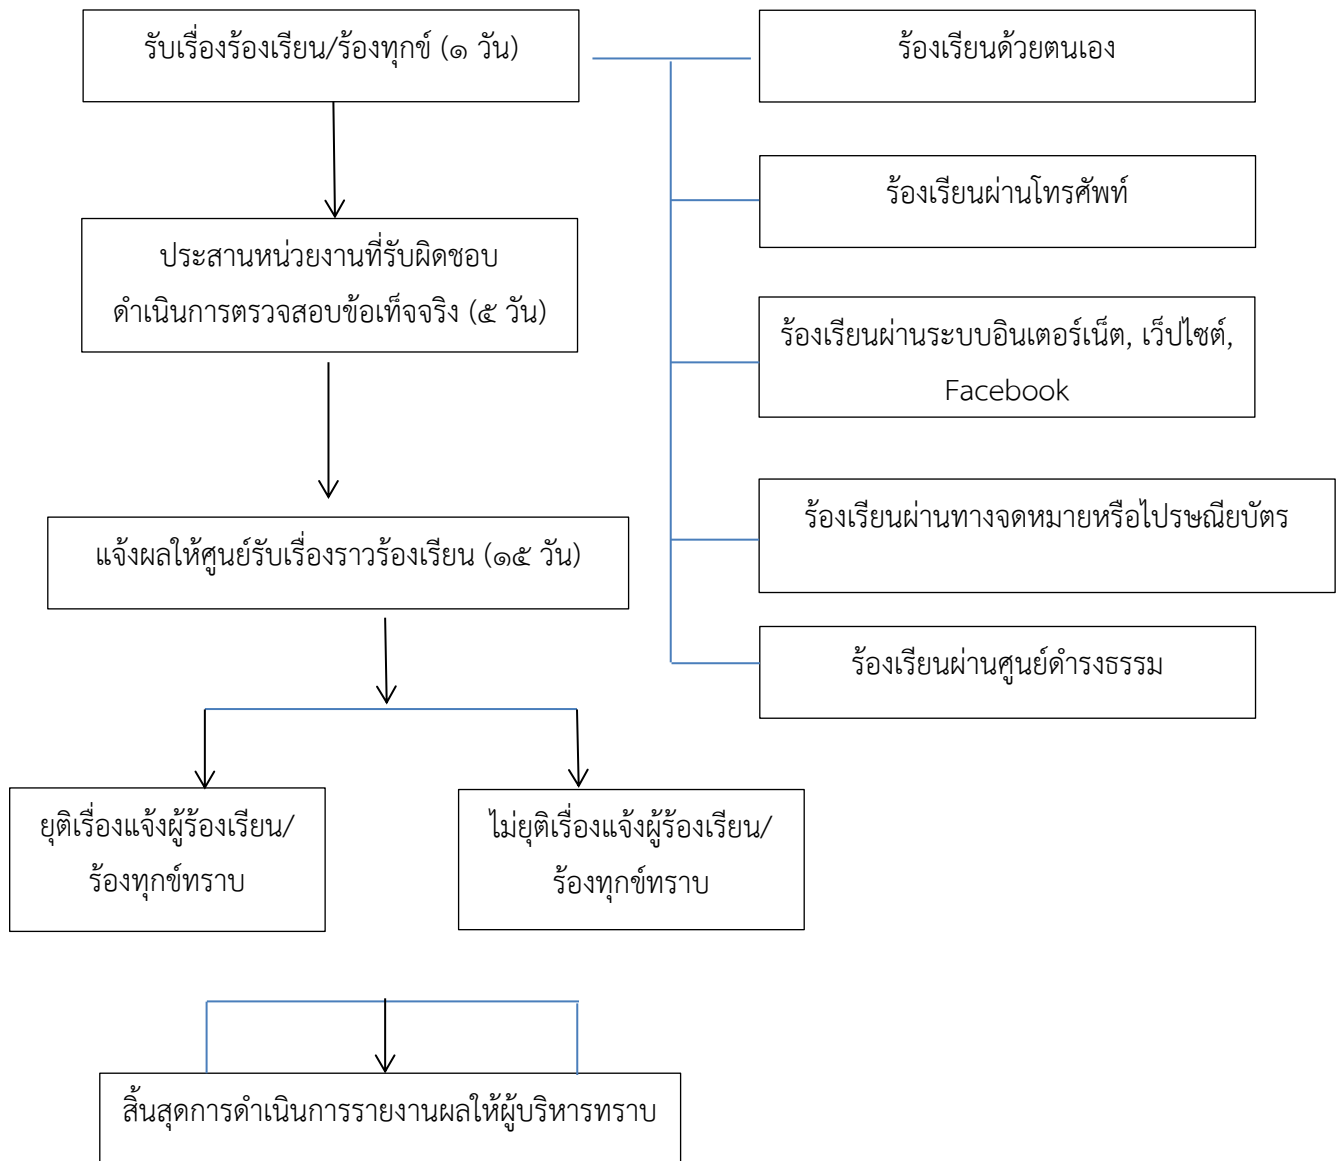 รับเรื่องร้องเรียน/ร้องทุกข์ (๑ วัน)
ร้องเรียนด้วยตนเอง
ร้องเรียนผ่านโทรศัพท์
ประสานหน่วยงานที่รับผิดชอบ
ดำเนินการตรวจสอบข้อเท็จจริง (๕ วัน)
ร้องเรียนผ่านระบบอินเตอร์เน็ต, เว็ปไซต์,
Facebook
ร้องเรียนผ่านทางจดหมายหรือไปรษณียบัตร
แจ้งผลให้ศูนย์รับเรื่องราวร้องเรียน (๑๕ วัน)
ร้องเรียนผ่านศูนย์ดำรงธรรม
ยุติเรื่องแจ้งผู้ร้องเรียน/
ร้องทุกข์ทราบ
ไม่ยุติเรื่องแจ้งผู้ร้องเรียน/
ร้องทุกข์ทราบ
สิ้นสุดการดำเนินการรายงานผลให้ผู้บริหารทราบ